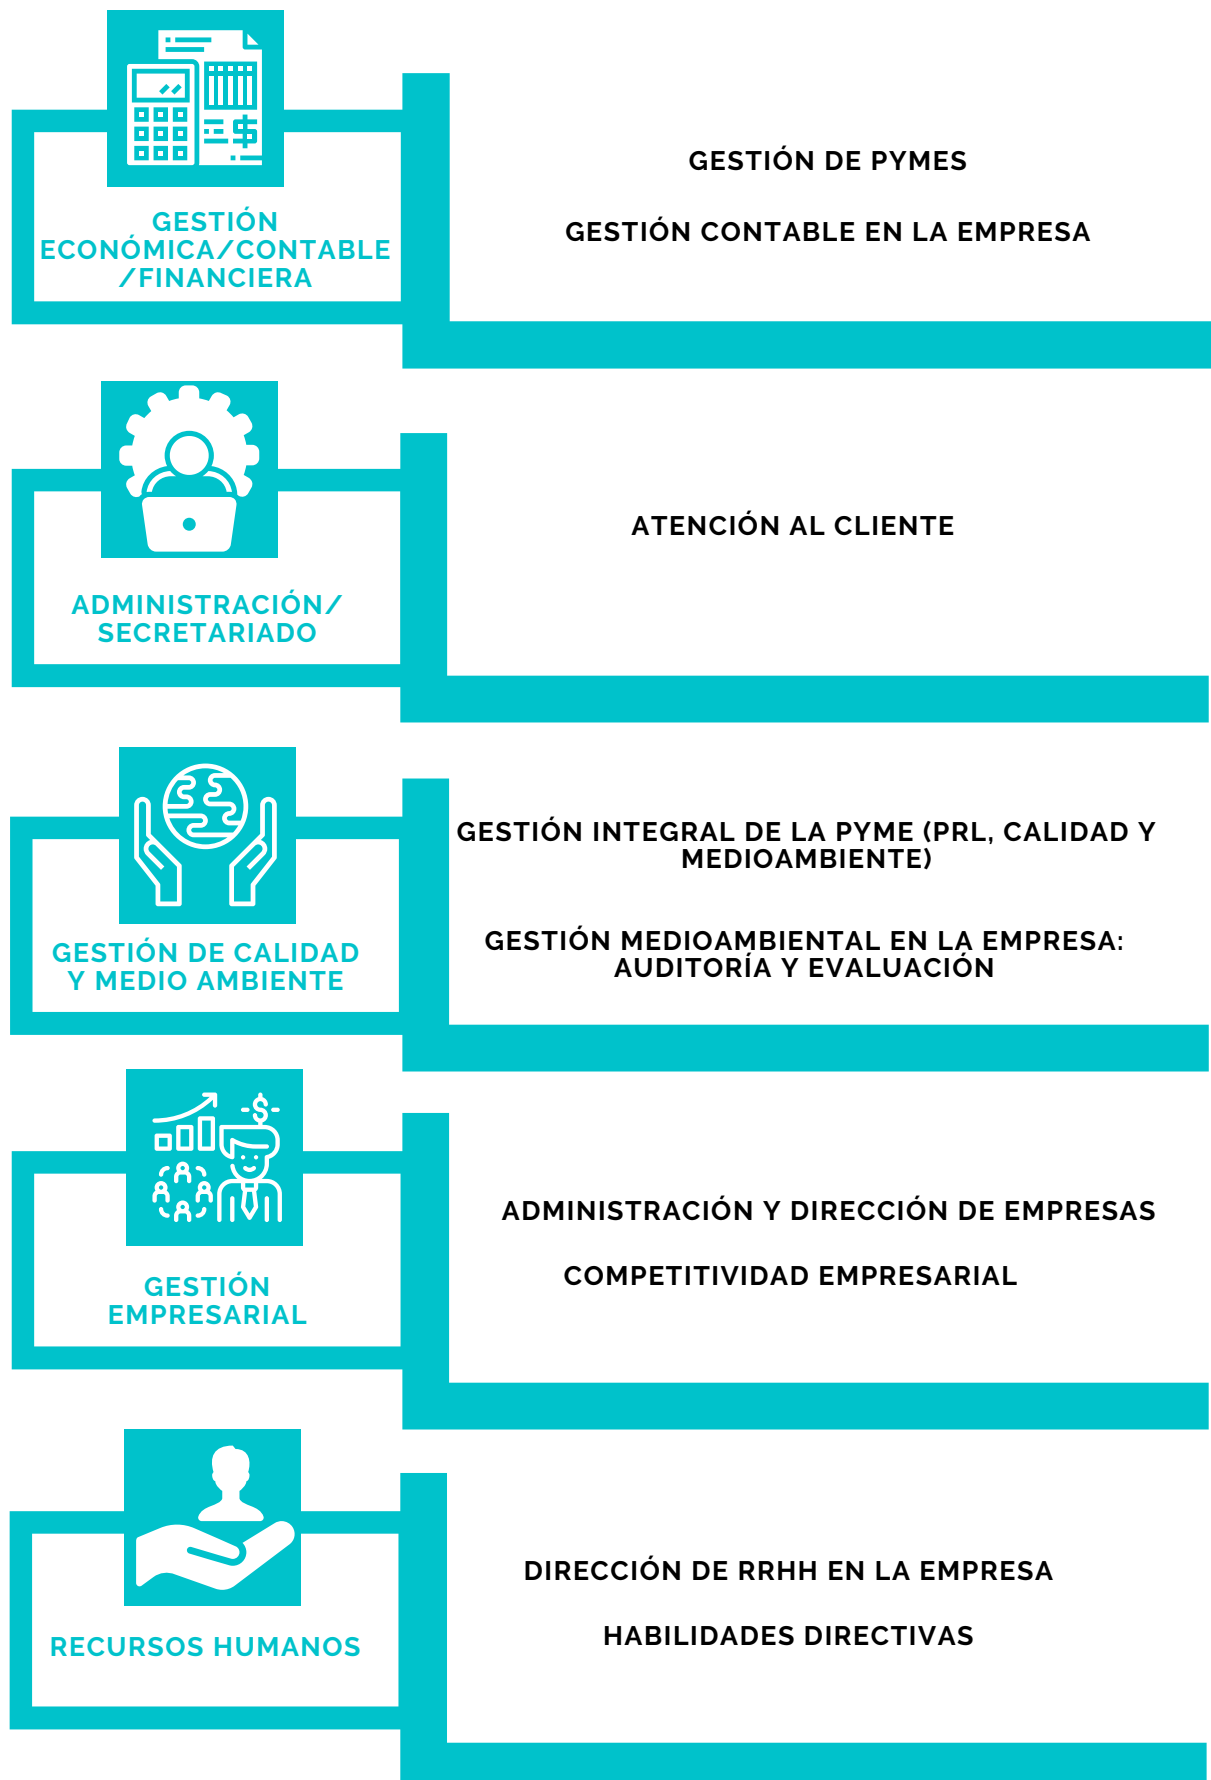 GESTIÓN
ECONÓMICA/CONTABLE
/FINANCIERA
GESTIÓN DE PYMES
GESTIÓN CONTABLE EN LA EMPRESA
ADMINISTRACIÓN/
SECRETARIADO
ATENCIÓN AL CLIENTE
GESTIÓN DE CALIDAD
Y MEDIO AMBIENTE
GESTIÓN INTEGRAL DE LA PYME (PRL, CALIDAD Y
MEDIOAMBIENTE)
GESTIÓN MEDIOAMBIENTAL EN LA EMPRESA:
AUDITORÍA Y EVALUACIÓN
GESTIÓN
EMPRESARIAL
ADMINISTRACIÓN Y DIRECCIÓN DE EMPRESAS
COMPETITIVIDAD EMPRESARIAL
RECURSOS HUMANOS
DIRECCIÓN DE RRHH EN LA EMPRESA
HABILIDADES DIRECTIVAS